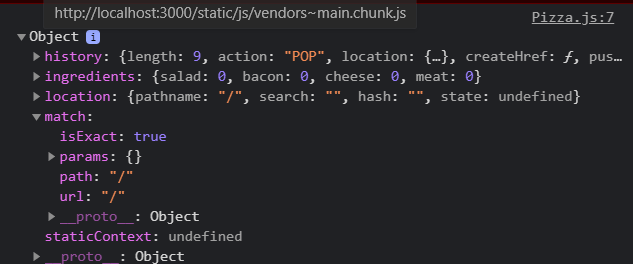 http://localhost:3000/static/js/vendors~main.chunk.js
Pizza.js:7
▼Object i
▶history: {length: 9, action: "POP", location: {…}, createHref: ƒ, pus…
▶ingredients: {salad: 0, bacon: 0, cheese: 0, meat: 0}
▶location: {pathname: "/", search: "", hash: "", state: undefined}
▼match:
isExact: true
▶params: {}
path: "/"
url: "/"
▶__proto__: Object
staticContext: undefined
▶__proto__: Object